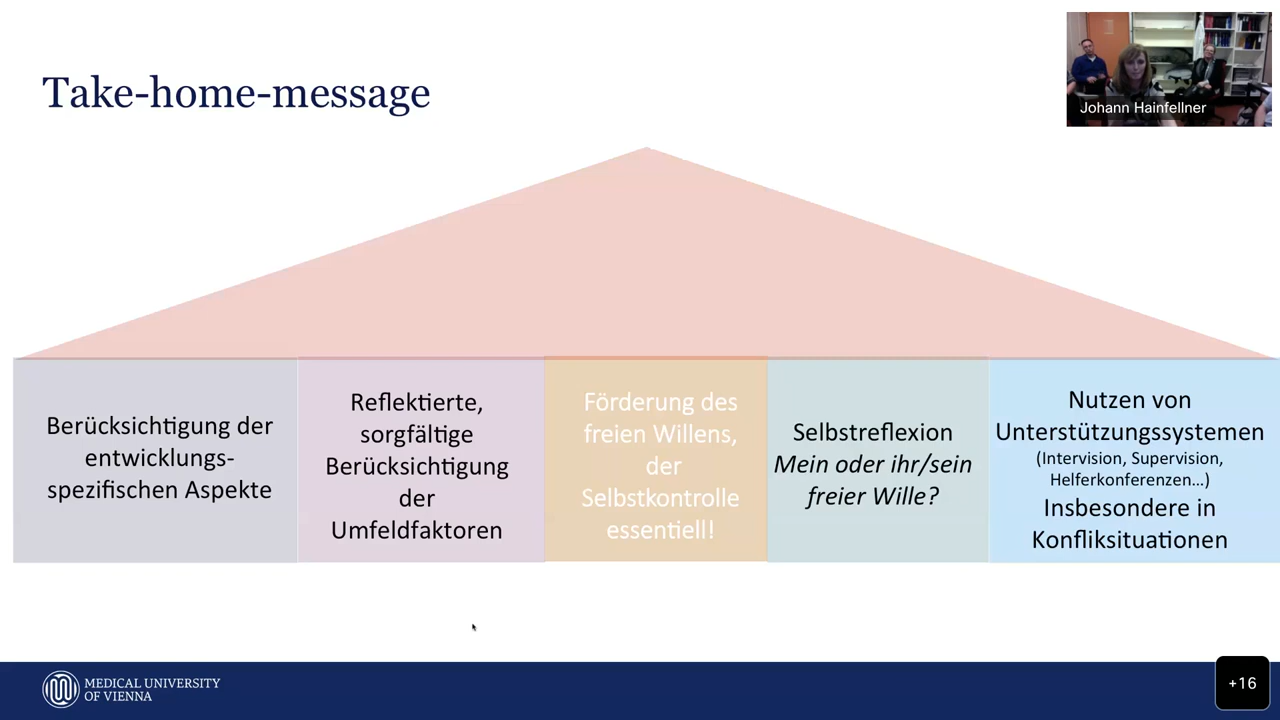 Take-home-message
Johann Hainfellner
Berücksichtigung der
entwicklungs-
spezifischen Aspekte
Reflektierte,
sorgfältige
Berücksichtigung
der
Umfeldfaktoren
Förderung des
freien Willens,
der
Selbstkontrolle
essentiell!
Selbstreflexion
Mein oder ihr/sein
freier Wille?
Nutzen von
Unterstützungssystemen
(Intervision, Supervision,
Helferkonferenzen…)
Insbesondere in
Konfliksituationen
MEDICAL UNIVERSITY
OF VIENNA
+16